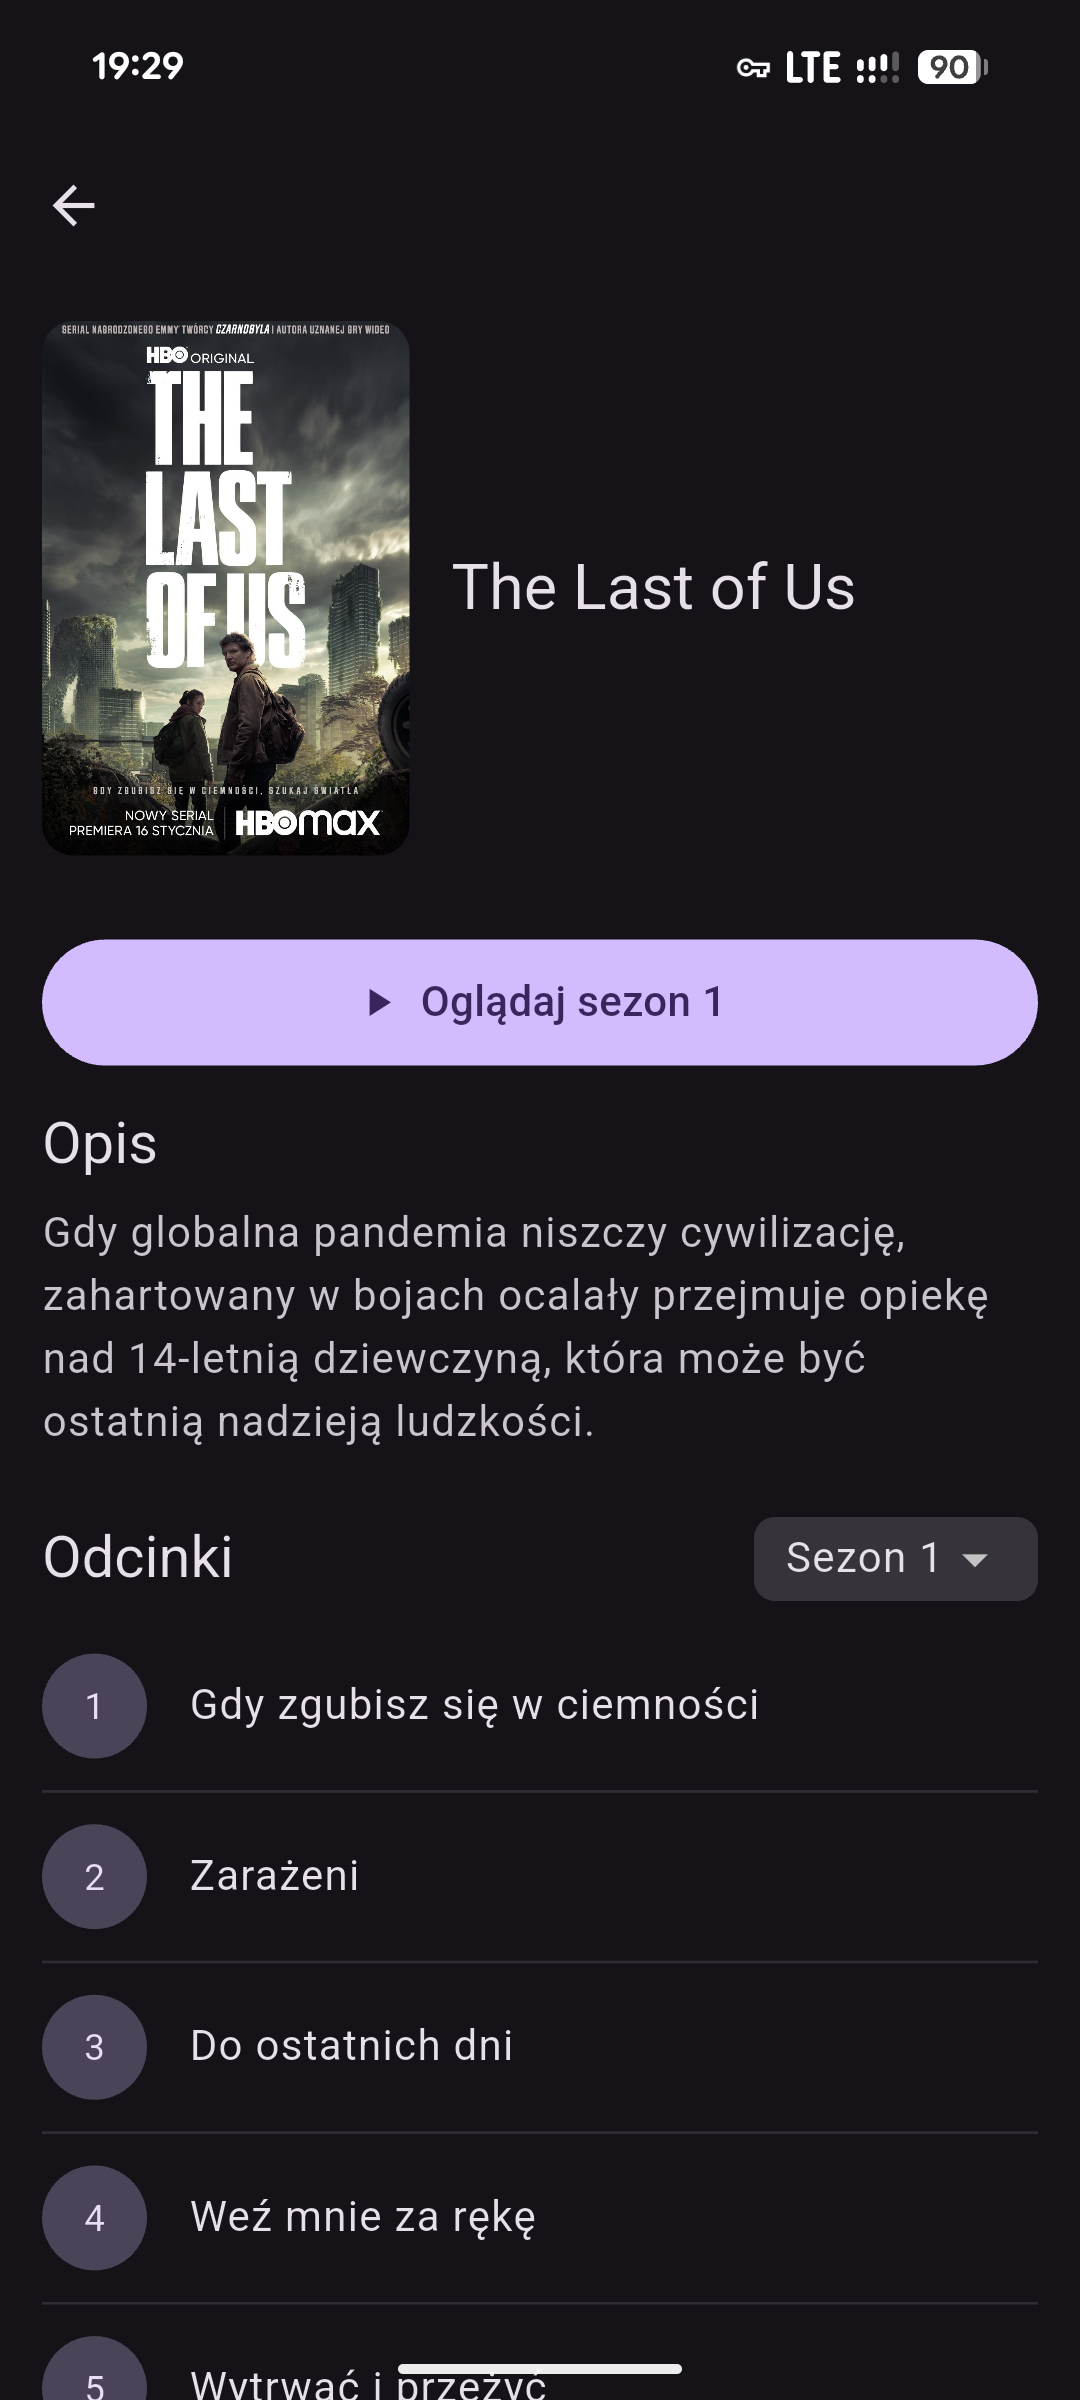 19:29
LTE
90
SERIAL NAGRODZONEGO EMMY TWÓRCY CZARNOBYLA I AUTORA UZNANEJ GRY WIDEO
HBO ORIGINAL
THE
LAST
OF US
GDY ZGUBISZ SIĘ W CIEMNOŚCI, SZUKAJ ŚWIATŁA
NOWY SERIAL
PREMIERA 16 STYCZNIA
HBOmax
The Last of Us
Oglądaj sezon 1
Opis
Gdy globalna pandemia niszczy cywilizację,
zahartowany w bojach ocalały przejmuje opiekę
nad 14-letnią dziewczyną, która może być
ostatnią nadzieją ludzkości.
Odcinki
Sezon 1
1 Gdy zgubisz się w ciemności
2 Zarażeni
3 Do ostatnich dni
4 Weź mnie za rękę
5 Wytrwać i przeżyć